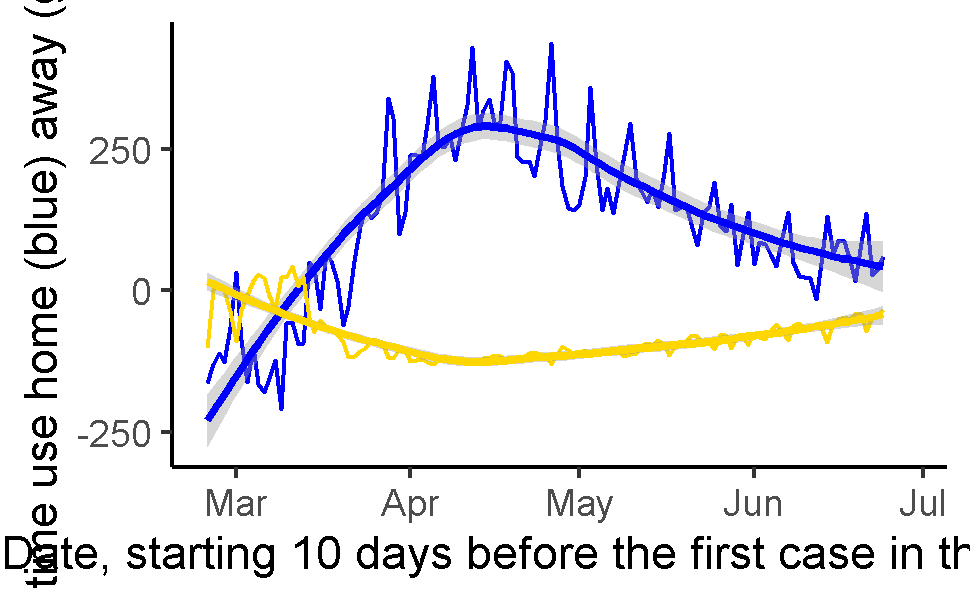 time use home (blue) away (
250
0
-250
Mar Apr May Jun Jul
Date, starting 10 days before the first case in